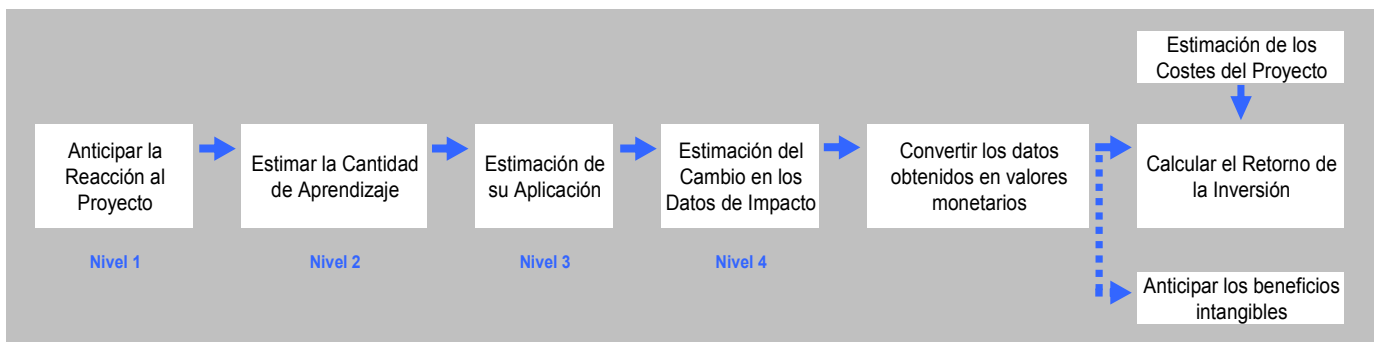 Anticipar la
Reacción al
Proyecto
Nivel 1
Estimar la Cantidad
de Aprendizaje
Nivel 2
Estimación de
su Aplicación
Nivel 3
Estimación del
Cambio en los
Datos de Impacto
Nivel 4
Convertir los datos
obtenidos en valores
monetarios
Estimación de los
Costes del Proyecto
Calcular el Retorno de
la Inversión
Anticipar los beneficios
intangibles